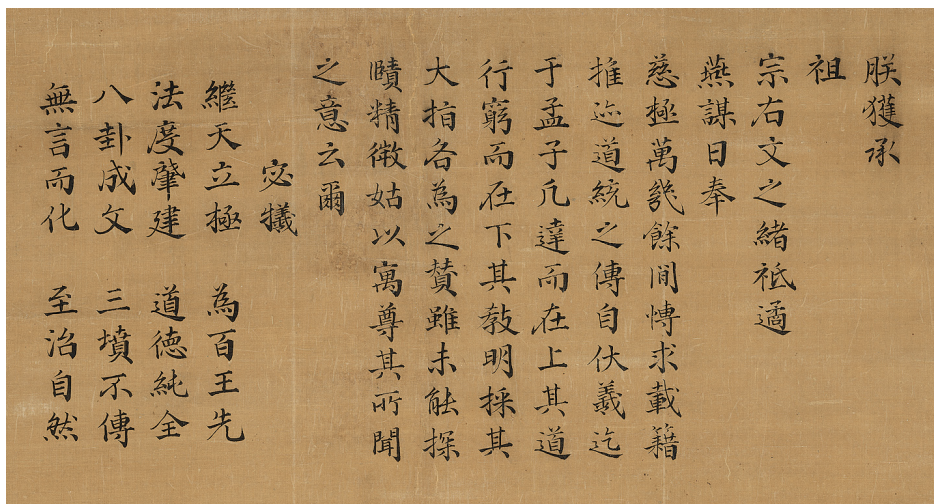 朕獲承
祖
宗右文之緒祗遹
燕謀日奉
慈極萬幾餘閒博求載籍
推迹道統之傳自伏羲迄
于孟子凡達而在上其道
行窮而在下其教明採其
大指各為之贊雖未能探
賾精微姑以寓尊其所聞
之意云爾
宓犧
繼天立極　為百王先
法度肇建　道德純全
八卦成文　三墳不傳
無言而化　至治自然